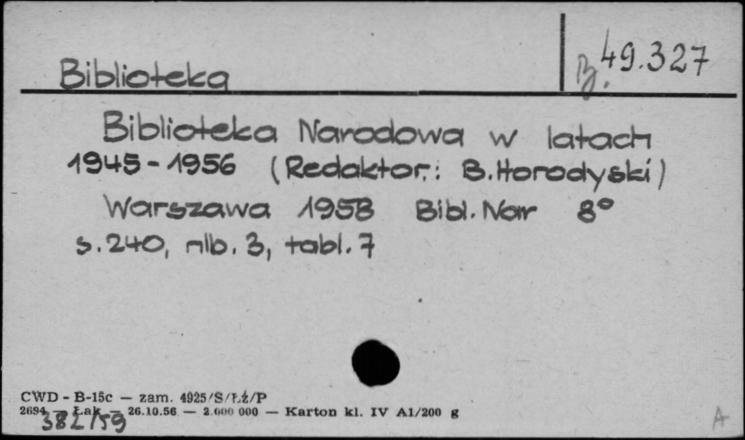 B.49.327
Biblioteka
Biblioteka Narodowa w latach
1945-1956 (Redaktor: B.Horodyski)
Warszawa 1958 Bibl. Nar 8°
s.240, nlb. 3, tabl. 7
CWD - B-15c — zam. 4925/S/Łź/P
2694 — Łak — 26.10.56 — 2.000 000 — Karton kl. IV A1/200 g
382/59
A